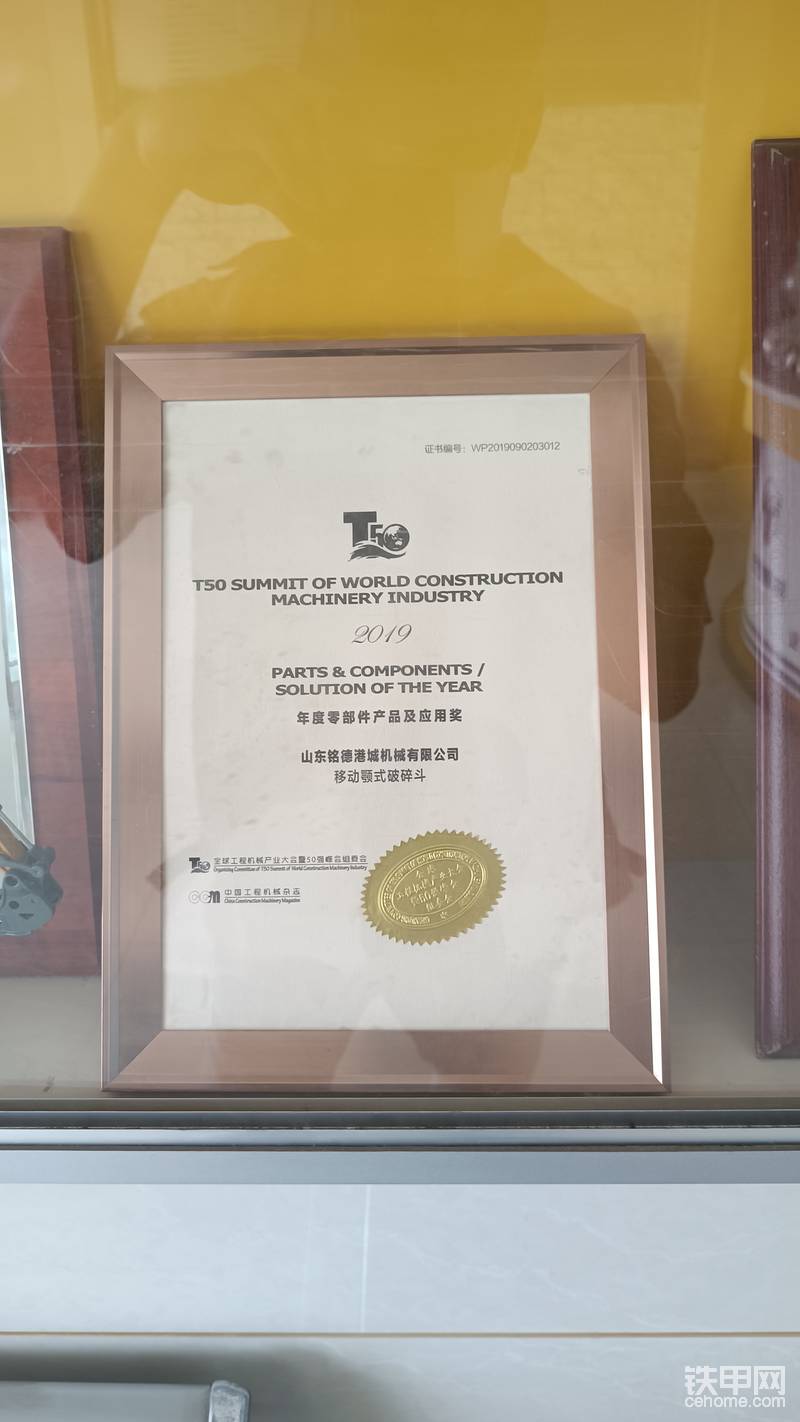 证书编号：WP2019090203012
T50
T50 SUMMIT OF WORLD CONSTRUCTION
MACHINERY INDUSTRY
2019
PARTS & COMPONENTS /
SOLUTION OF THE YEAR
年度零部件产品及应用奖
山东铭德港城机械有限公司
移动颚式破碎斗
T50 全球工程机械产业大会暨50强峰会组委会
Organizing Committee of T50 Summit of World Construction Machinery Industry
CCM 中国工程机械杂志
China Construction Machinery Magazine
铁甲网
cehome.com